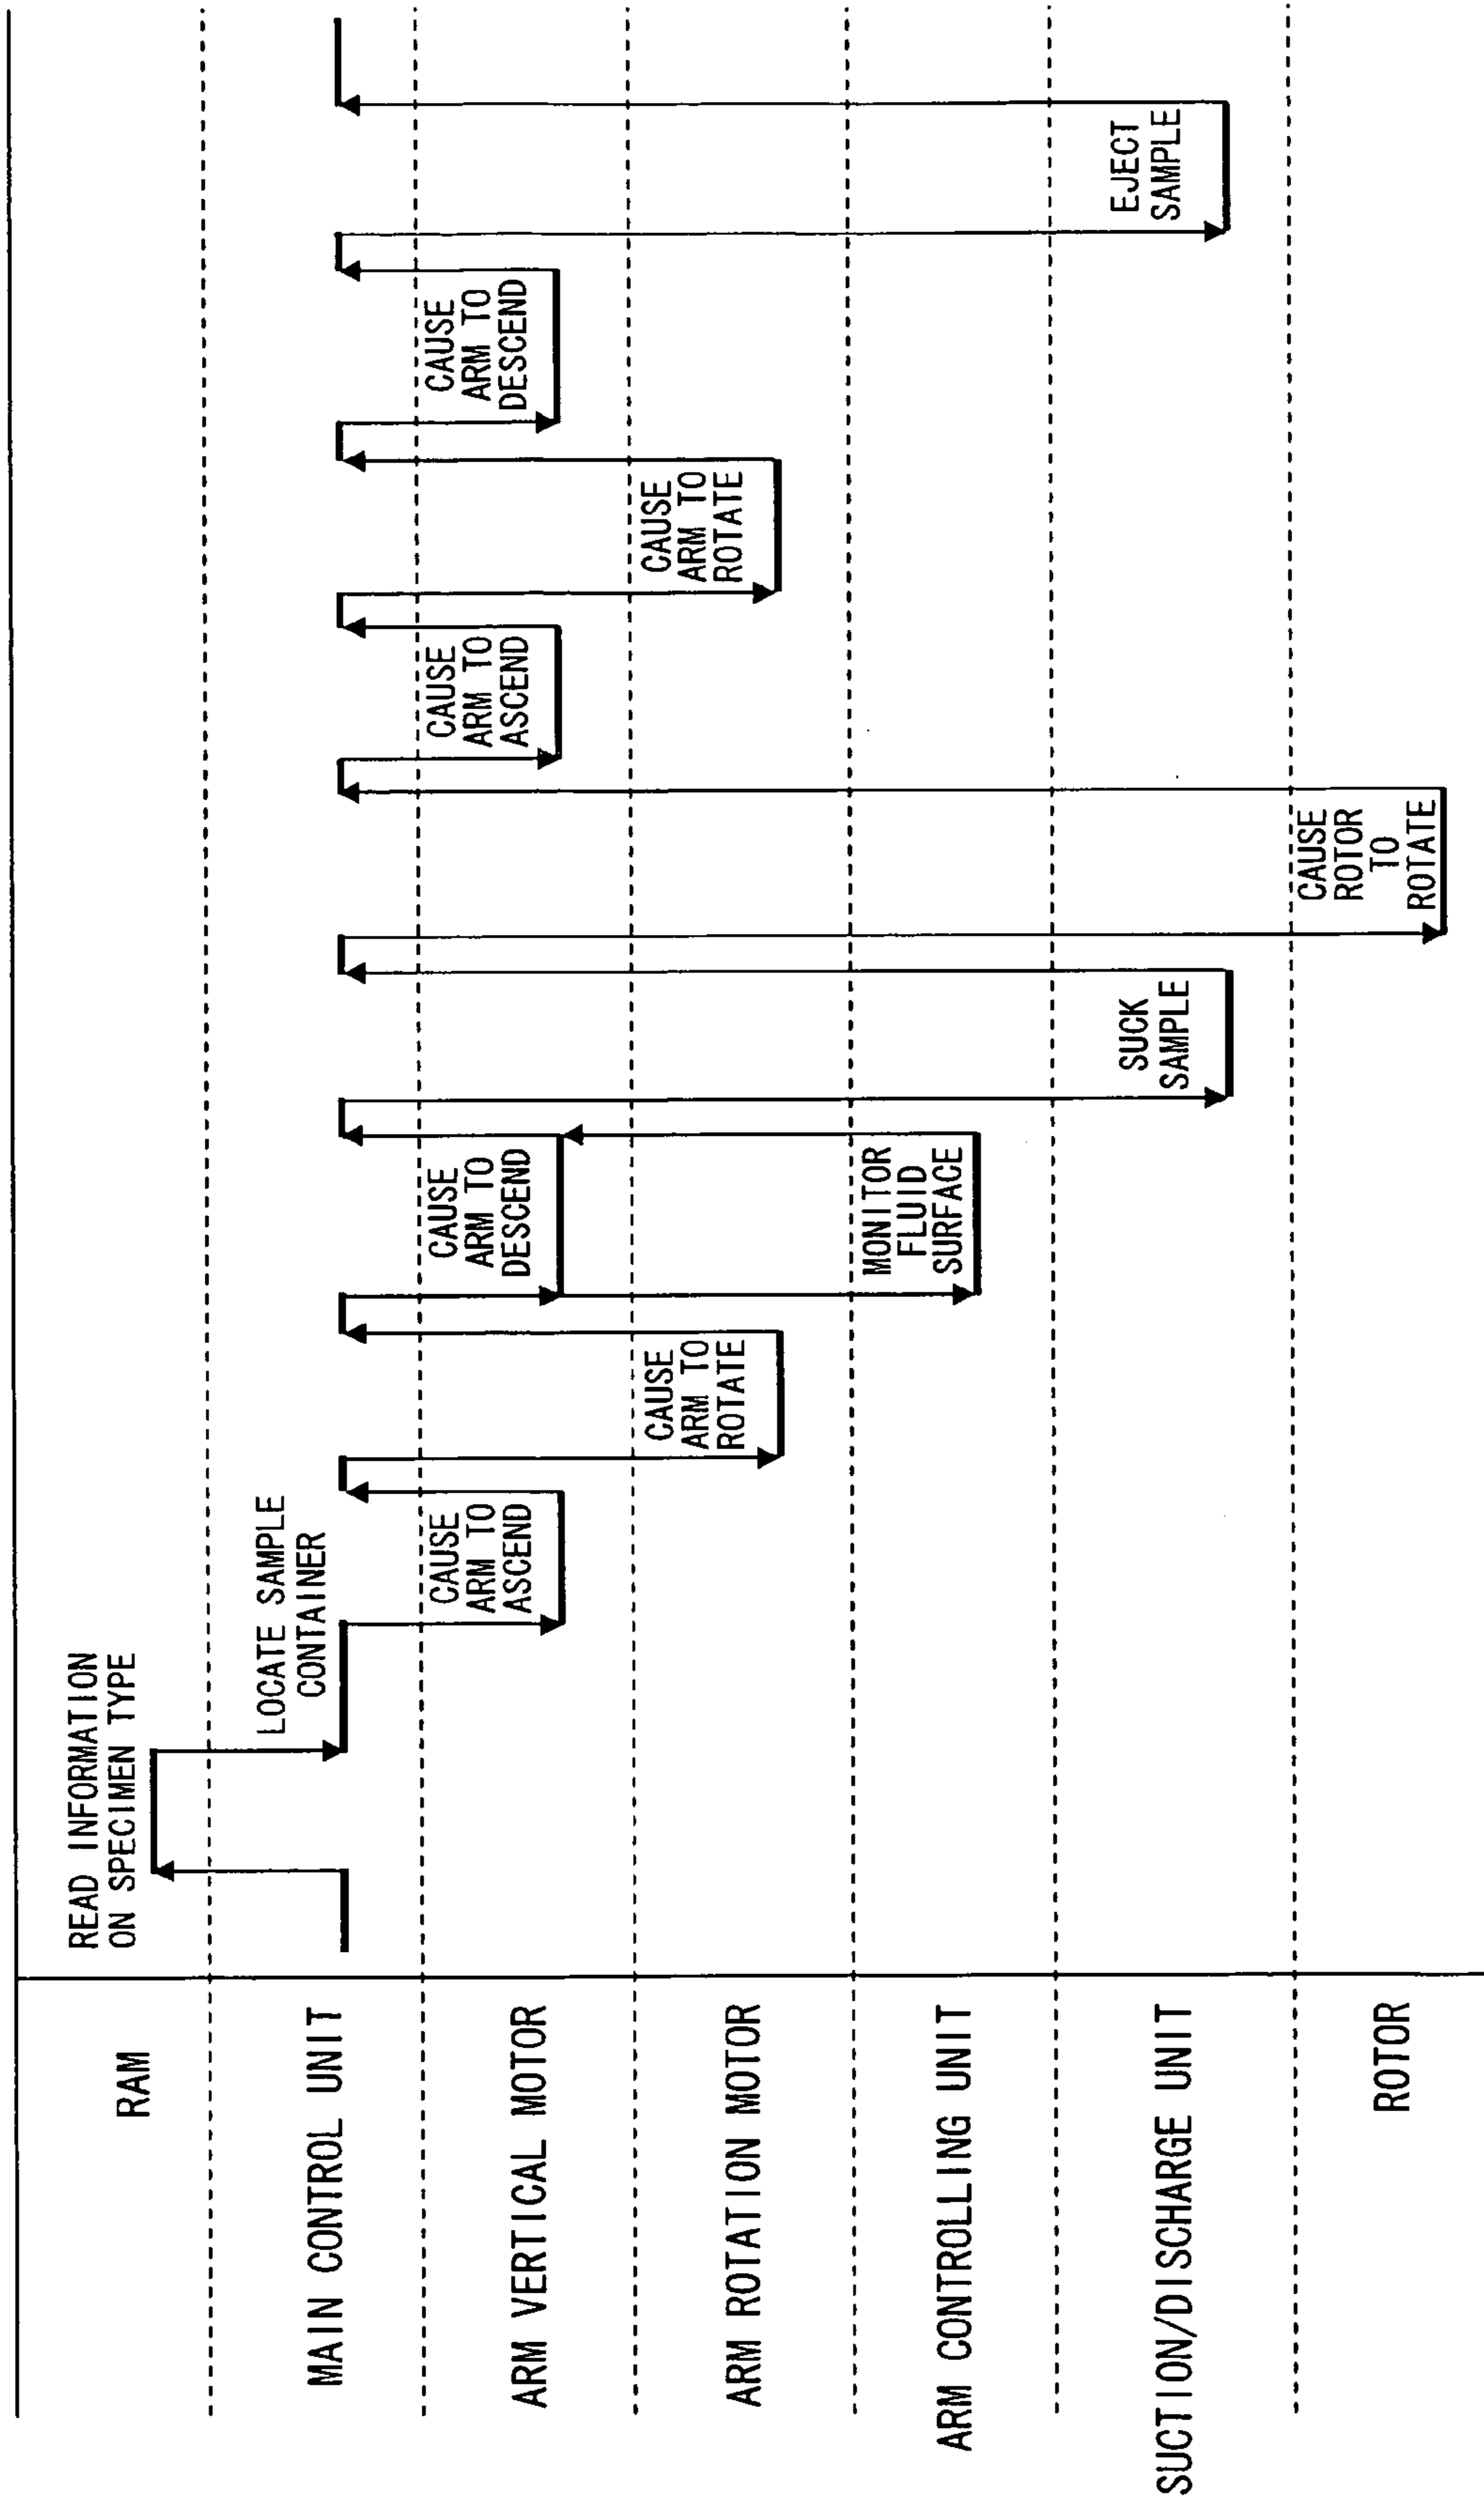 RAM
READ INFORMATION
ON SPECIMEN TYPE
MAIN CONTROL UNIT
LOCATE SAMPLE
CONTAINER
ARM VERTICAL MOTOR
CAUSE
ARM TO
ASCEND
CAUSE
ARM TO
DESCEND
CAUSE
ARM TO
ASCEND
CAUSE
ARM TO
DESCEND
ARM ROTATION MOTOR
CAUSE
ARM TO
ROTATE
CAUSE
ARM TO
ROTATE
ARM CONTROLLING UNIT
MONITOR
FLUID
SURFACE
SUCTION/DISCHARGE UNIT
SUCK
SAMPLE
EJECT
SAMPLE
ROTOR
CAUSE
ROTOR
TO
ROTATE